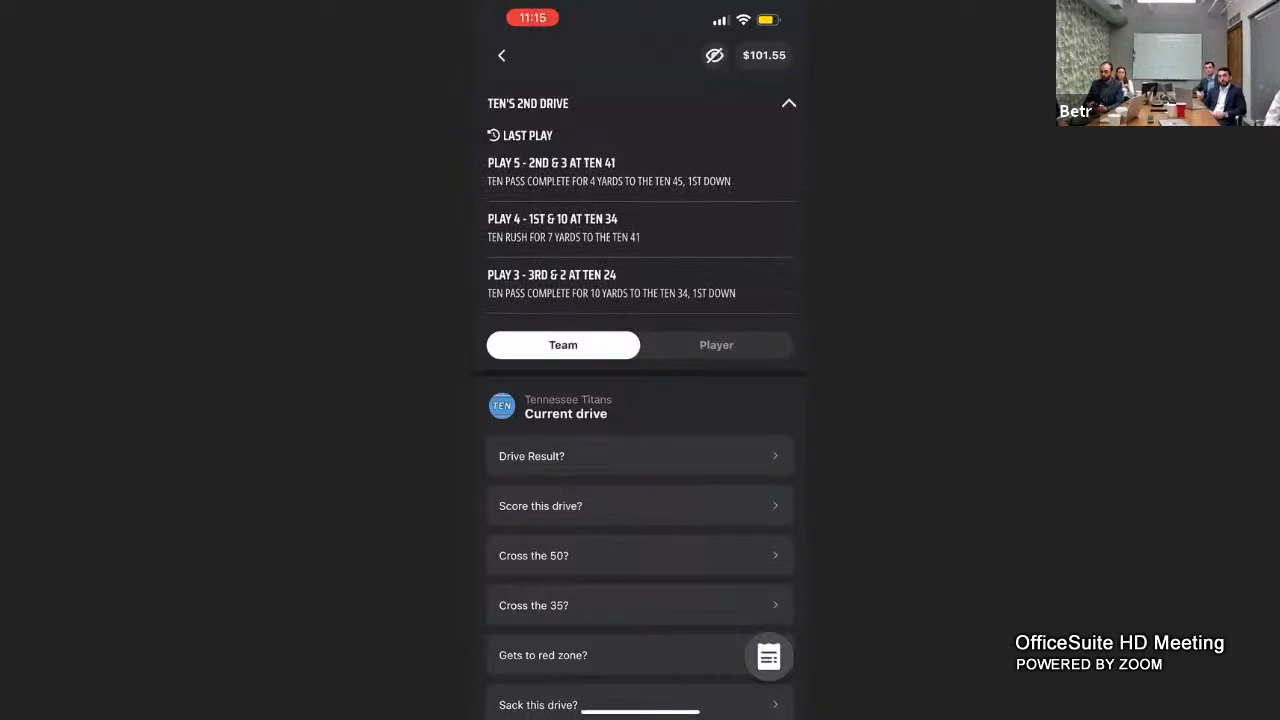 11:15
$101.55
TEN'S 2ND DRIVE
LAST PLAY
PLAY 5 - 2ND & 3 AT TEN 41
TEN PASS COMPLETE FOR 4 YARDS TO THE TEN 45, 1ST DOWN
PLAY 4 - 1ST & 10 AT TEN 34
TEN RUSH FOR 7 YARDS TO THE TEN 41
PLAY 3 - 3RD & 2 AT TEN 24
TEN PASS COMPLETE FOR 10 YARDS TO THE TEN 34, 1ST DOWN
Team
Player
TEN
Tennessee Titans
Current drive
Drive Result?
Score this drive?
Cross the 50?
Cross the 35?
Gets to red zone?
Sack this drive?
Betr
OfficeSuite HD Meeting
POWERED BY ZOOM